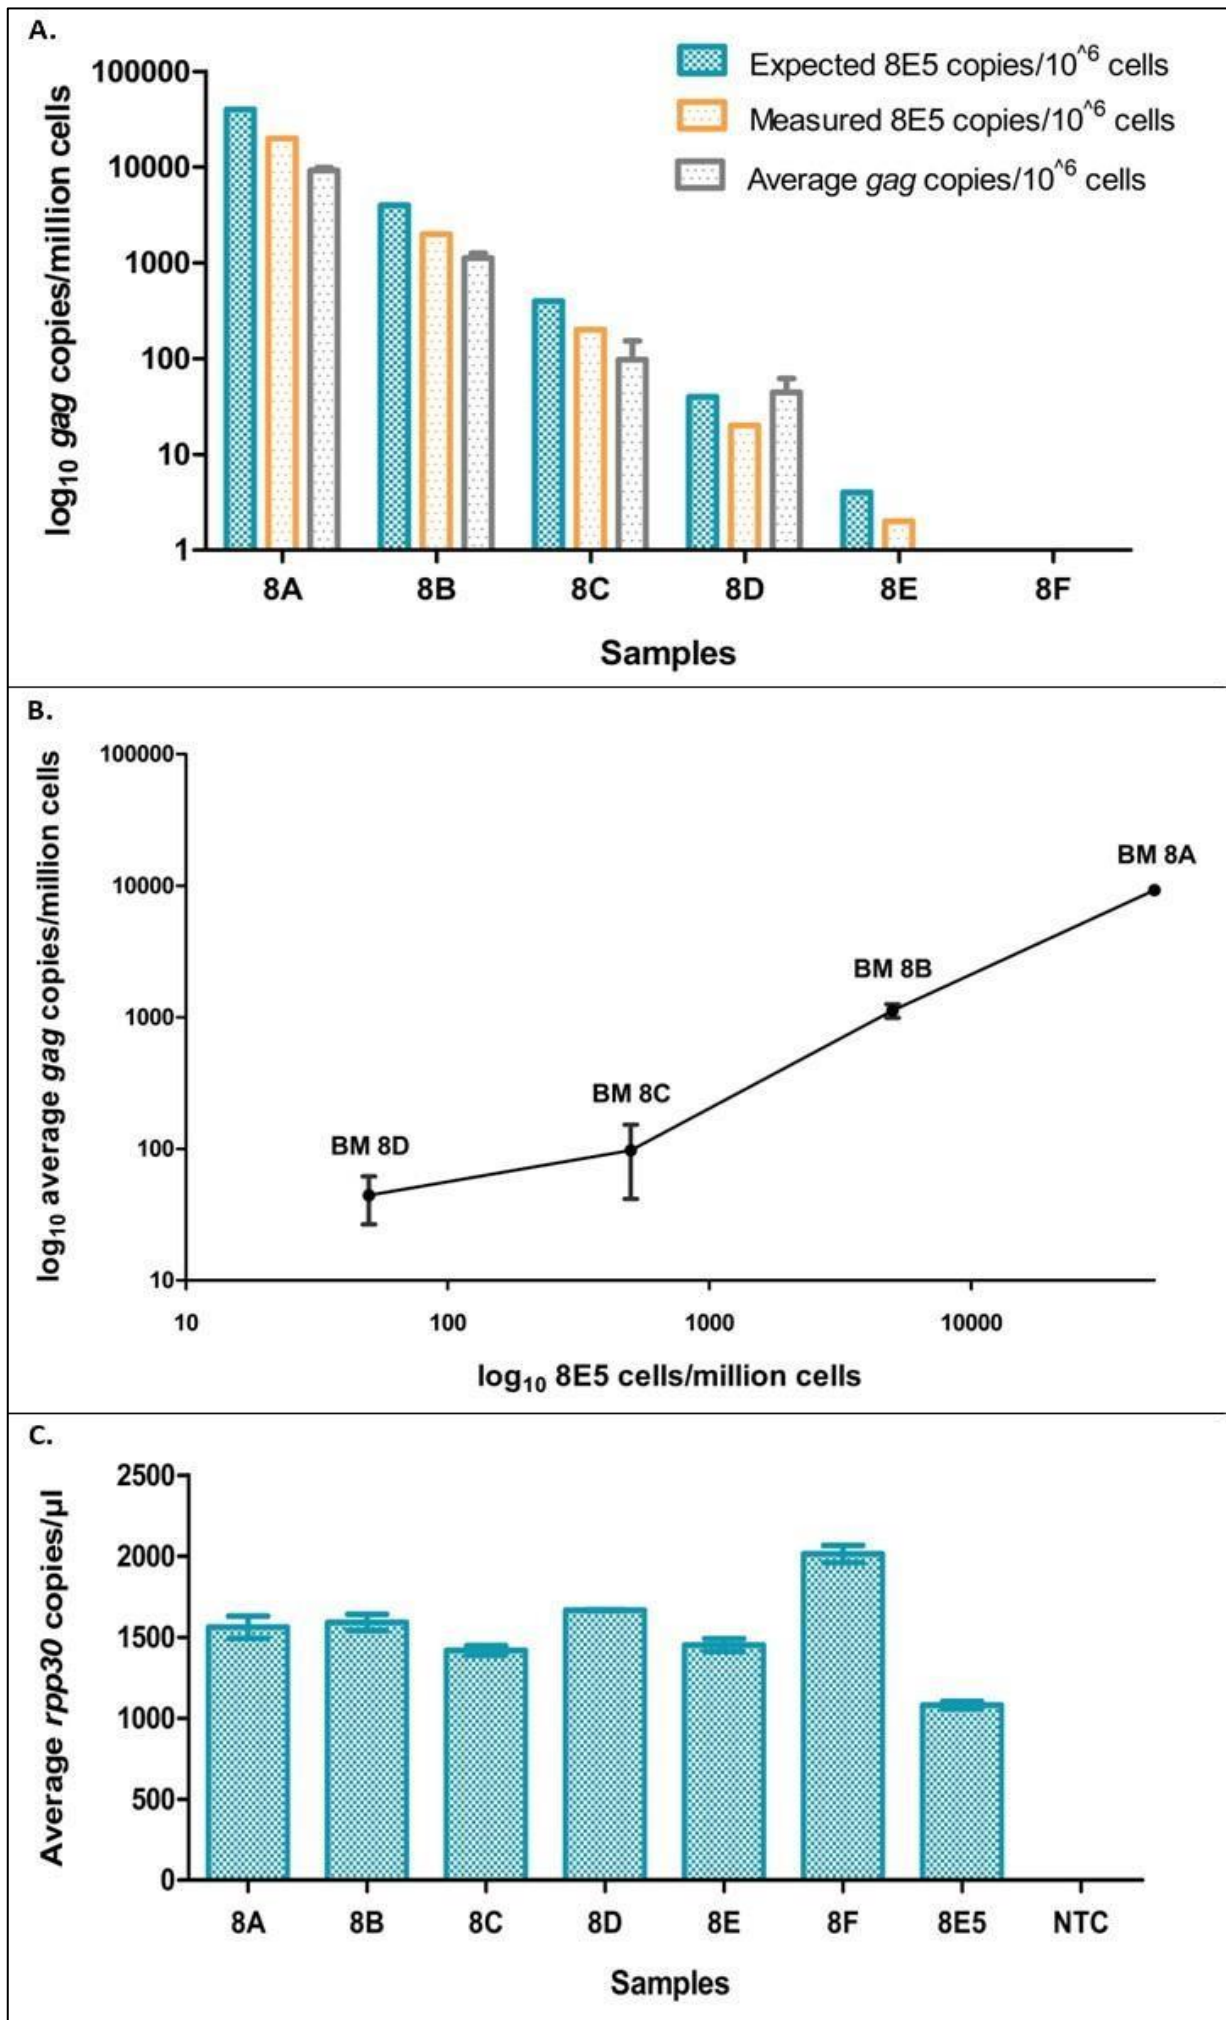 A.
Expected 8E5 copies/10^6 cells
Measured 8E5 copies/10^6 cells
Average gag copies/10^6 cells
log10 gag copies/million cells
100000
10000
1000
100
10
1
8A 8B 8C 8D 8E 8F
Samples
B.
log10 average gag copies/million cells
100000
10000
1000
100
10
BM 8A
BM 8B
BM 8C
BM 8D
10 100 1000 10000
log10 8E5 cells/million cells
C.
Average rpp30 copies/µl
2500
2000
1500
1000
500
0
8A 8B 8C 8D 8E 8F 8E5 NTC
Samples